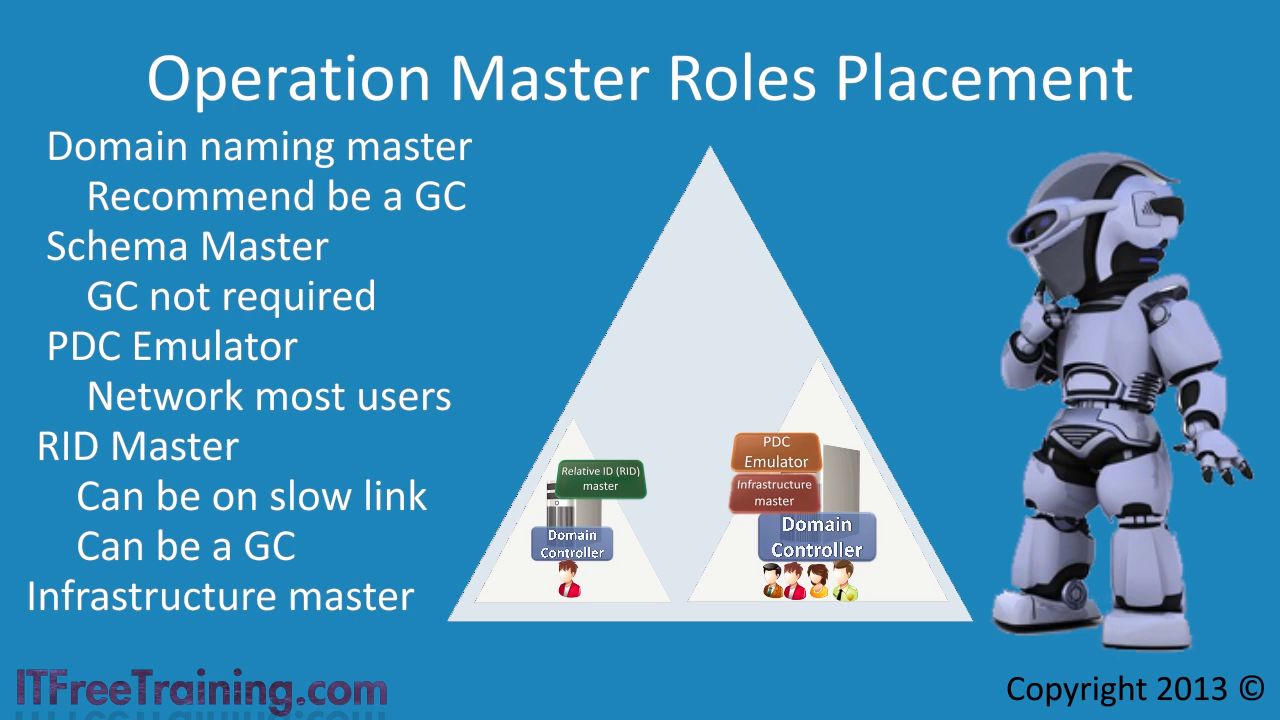 Operation Master Roles Placement
Domain naming master
Recommend be a GC
Schema Master
GC not required
PDC Emulator
Network most users
RID Master
Can be on slow link
Can be a GC
Infrastructure master
Relative ID (RID)
master
Domain
Controller
PDC
Emulator
Infrastructure
master
Domain
Controller
ITFreeTraining.com
Copyright 2013 ©